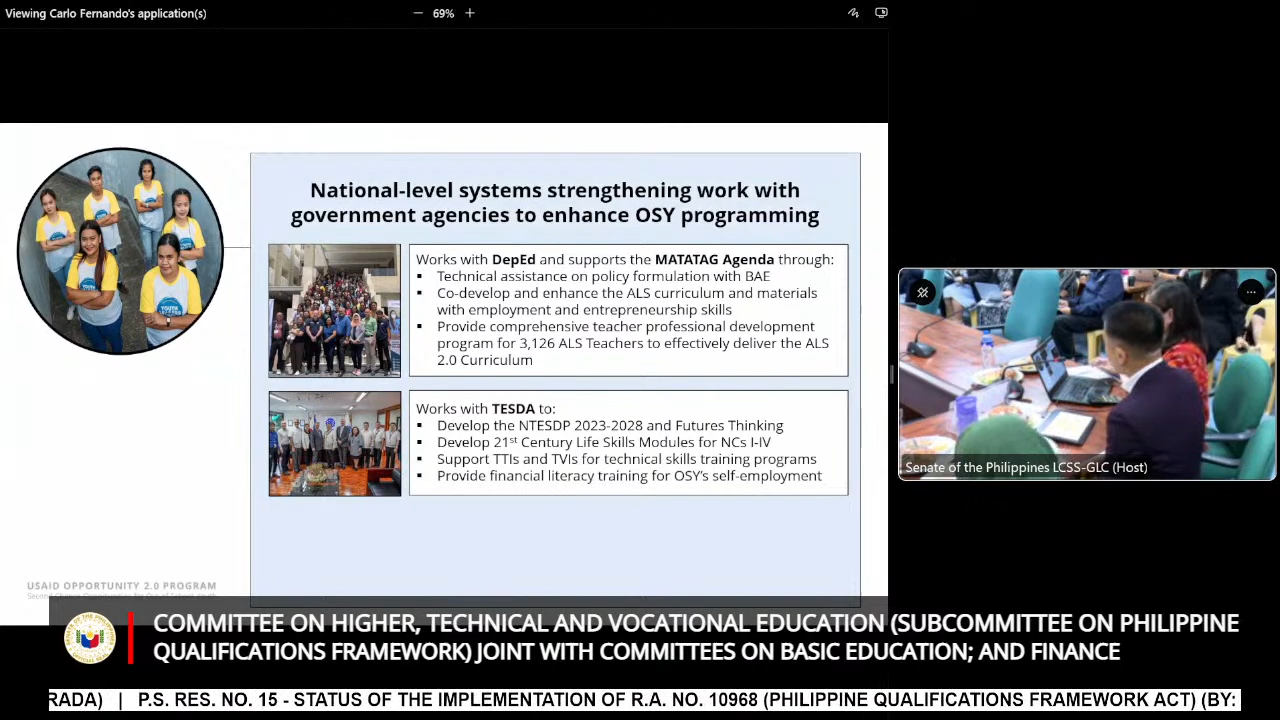 Viewing Carlo Fernando's application(s)
69%
National-level systems strengthening work with
government agencies to enhance OSY programming
Works with DepEd and supports the MATATAG Agenda through:
▪ Technical assistance on policy formulation with BAE
▪ Co-develop and enhance the ALS curriculum and materials
with employment and entrepreneurship skills
▪ Provide comprehensive teacher professional development
program for 3,126 ALS Teachers to effectively deliver the ALS
2.0 Curriculum
Works with TESDA to:
▪ Develop the NTESDP 2023-2028 and Futures Thinking
▪ Develop 21st Century Life Skills Modules for NCs I-IV
▪ Support TTIs and TVIs for technical skills training programs
▪ Provide financial literacy training for OSY's self-employment
Senate of the Philippines LCSS-GLC (Host)
USAID OPPORTUNITY 2.0 PROGRAM
COMMITTEE ON HIGHER, TECHNICAL AND VOCATIONAL EDUCATION (SUBCOMMITTEE ON PHILIPPINE
QUALIFICATIONS FRAMEWORK) JOINT WITH COMMITTEES ON BASIC EDUCATION; AND FINANCE
RADA) | P.S. RES. NO. 15 - STATUS OF THE IMPLEMENTATION OF R.A. NO. 10968 (PHILIPPINE QUALIFICATIONS FRAMEWORK ACT) (BY: